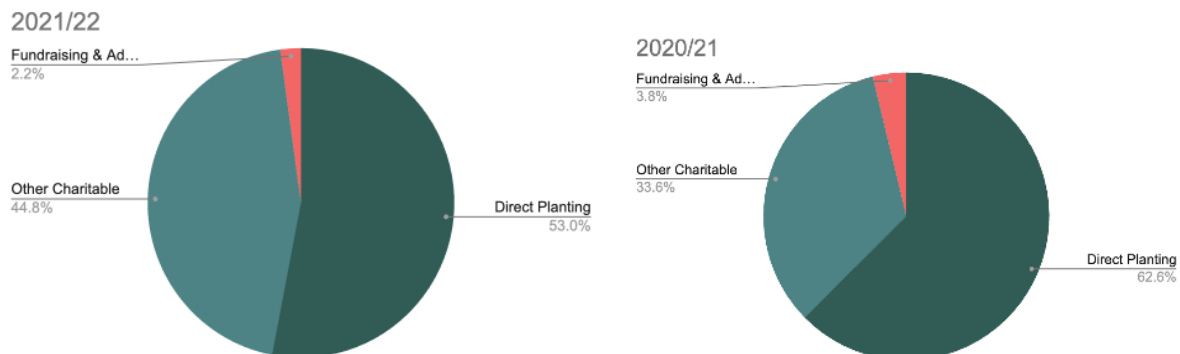 2021/22
Fundraising & Ad...
2.2%
Other Charitable
44.8%
Direct Planting
53.0%
2020/21
Fundraising & Ad...
3.8%
Other Charitable
33.6%
Direct Planting
62.6%